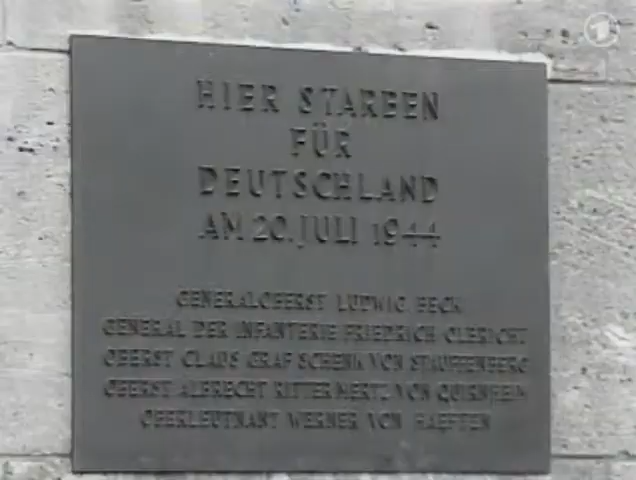 HIER STARBEN
FÜR
DEUTSCHLAND
AM 20. JULI 1944
GENERALOBERST LUDWIG BECK
GENERAL DER INFANTERIE FRIEDRICH OLBRICHT
OBERST CLAUS GRAF SCHENK VON STAUFFENBERG
OBERST ALBRECHT RITTER MERTZ VON QUIRNHEIM
OBERLEUTNANT WERNER VON HAEFTEN